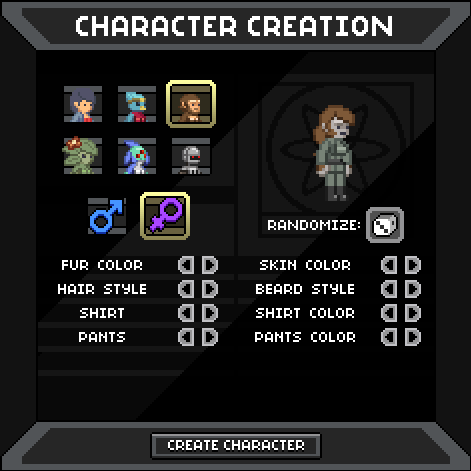 CHARACTER CREATION
RANDOMIZE:
FUR COLOR
SKIN COLOR
HAIR STYLE
BEARD STYLE
SHIRT
SHIRT COLOR
PANTS
PANTS COLOR
CREATE CHARACTER